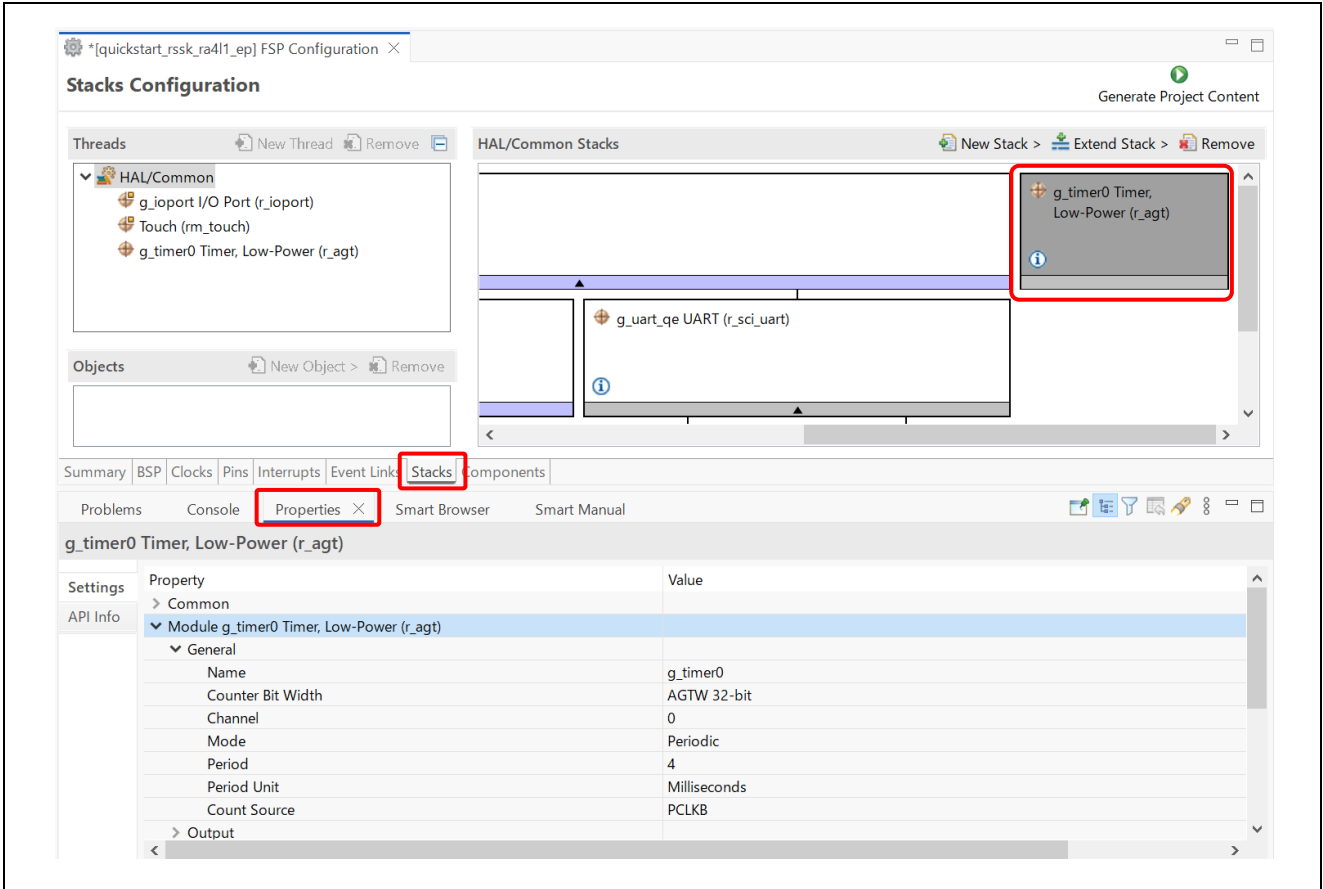 *[quickstart_rssk_ra4l1_ep] FSP Configuration
Stacks Configuration
Generate Project Content
Threads
New Thread
Remove
HAL/Common Stacks
New Stack >
Extend Stack >
Remove
HAL/Common
g_ioport I/O Port (r_ioport)
Touch (rm_touch)
g_timer0 Timer, Low-Power (r_agt)
g_timer0 Timer,
Low-Power (r_agt)
g_uart_qe UART (r_sci_uart)
Objects
New Object >
Remove
Summary BSP Clocks Pins Interrupts Event Links Stacks Components
Problems Console Properties Smart Browser Smart Manual
g_timer0 Timer, Low-Power (r_agt)
Settings
API Info
Property Value
Common
Module g_timer0 Timer, Low-Power (r_agt)
General
Name g_timer0
Counter Bit Width AGTW 32-bit
Channel 0
Mode Periodic
Period 4
Period Unit Milliseconds
Count Source PCLKB
Output